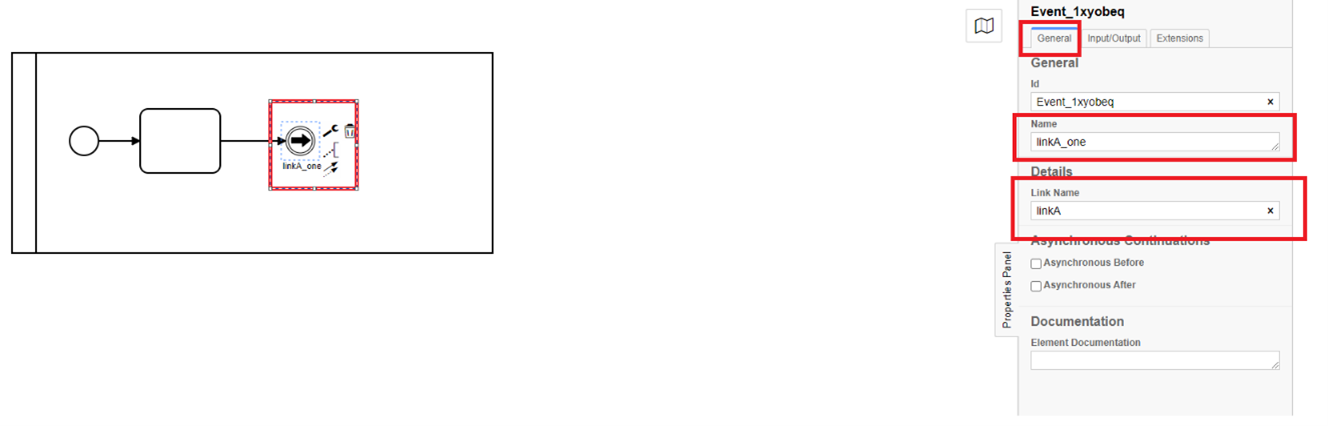 Event_1xyobeq
General Input/Output Extensions
General
Id
Event_1xyobeq x
Name
linkA_one
Details
Link Name
linkA x
Asynchronous Continuations
Asynchronous Before
Asynchronous After
Documentation
Element Documentation
Properties Panel
linkA_one